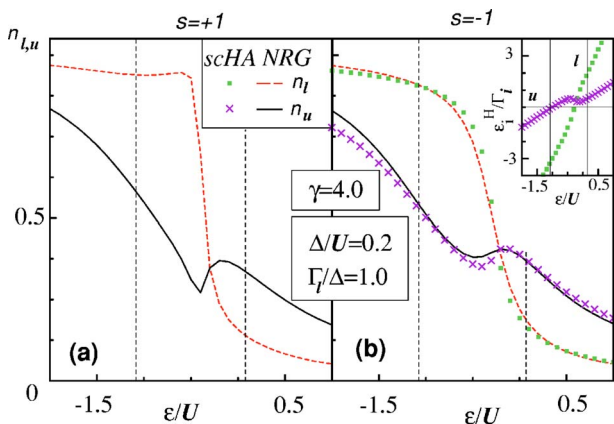 s=+1
s=-1
n_{l,u}
scHA NRG
n_l
n_u
γ=4.0
Δ/U=0.2
Γ_l/Δ=1.0
(a)
(b)
0.5
0
-1.5
ε/U
0.5
-1.5
ε/U
0.5
3
-3
ε_i^H/Γ_i
u
l
-1.5
0.5
ε/U